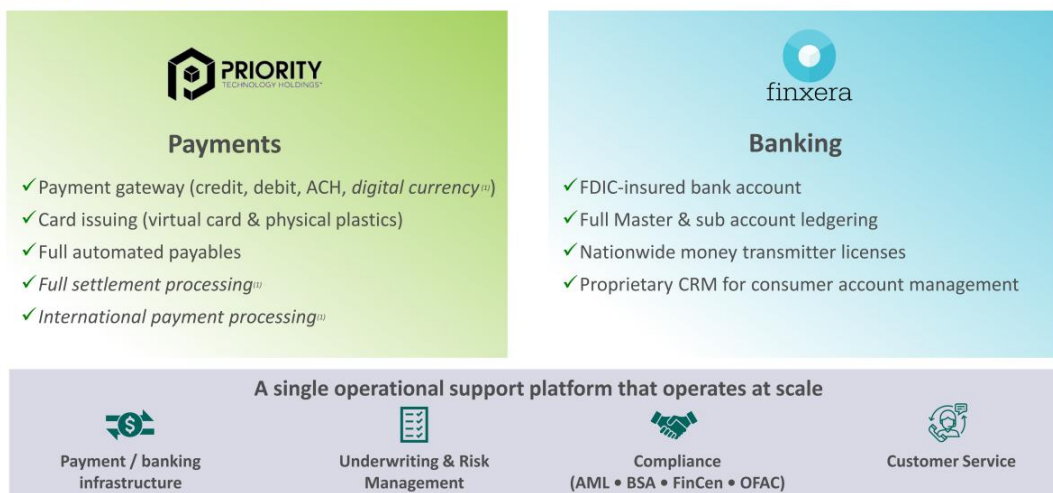 PRIORITY
TECHNOLOGY HOLDINGS
Payments
✓Payment gateway (credit, debit, ACH, digital currency(1))
✓Card issuing (virtual card & physical plastics)
✓Full automated payables
✓Full settlement processing(1)
✓International payment processing(1)
finxera
Banking
✓FDIC-insured bank account
✓Full Master & sub account ledgering
✓Nationwide money transmitter licenses
✓Proprietary CRM for consumer account management
A single operational support platform that operates at scale
Payment / banking
infrastructure
Underwriting & Risk
Management
Compliance
(AML • BSA • FinCen • OFAC)
Customer Service